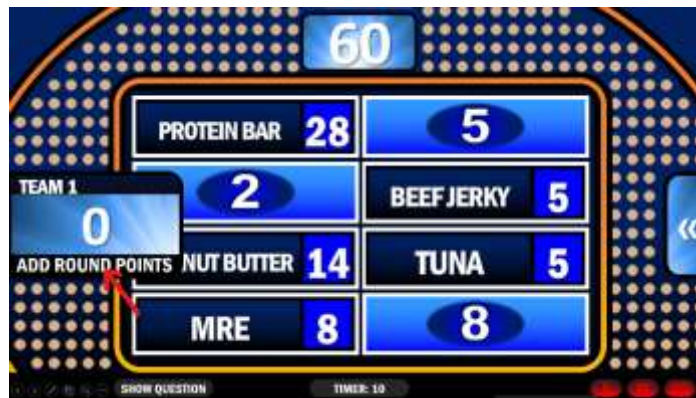 60
PROTEIN BAR 28
5
2
BEEF JERKY 5
TEAM 1
0
ADD ROUND POINTS
NUT BUTTER 14
TUNA 5
MRE 8
8
«
SHOW QUESTION
TIMER: 10